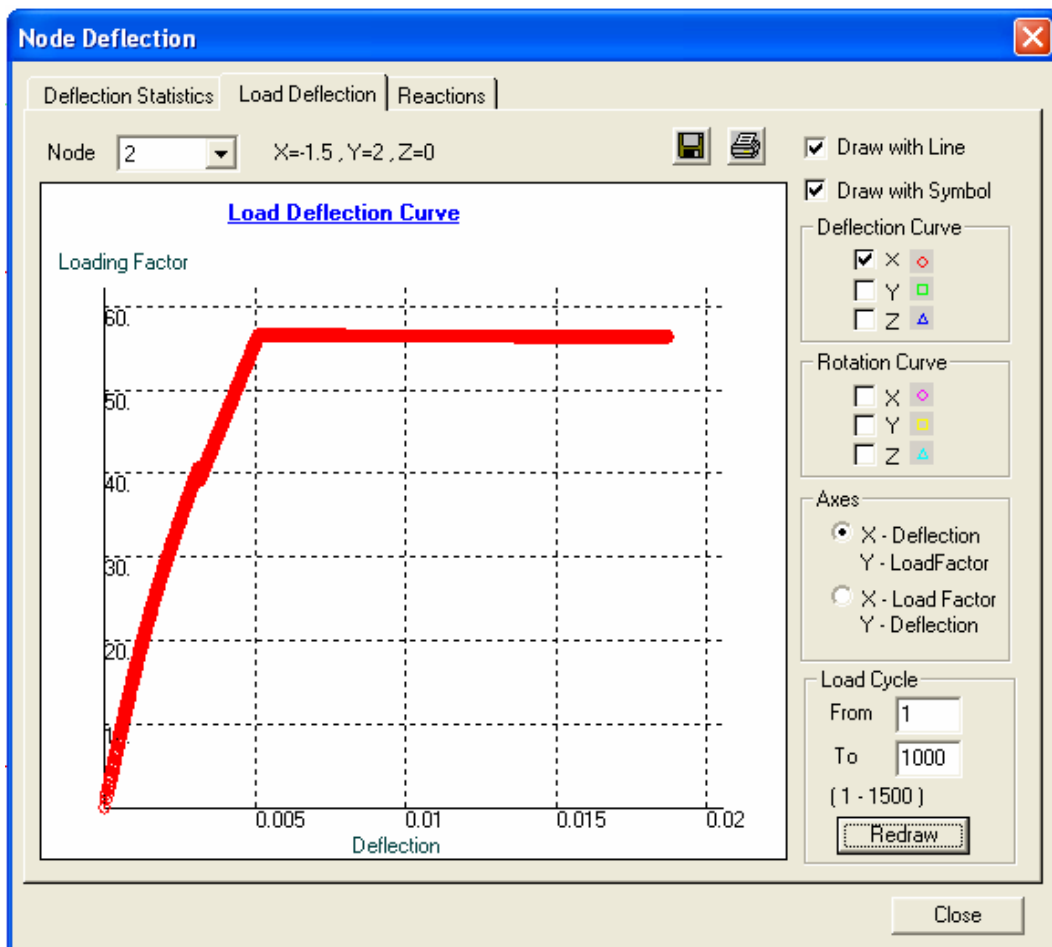 Node Deflection
Deflection Statistics Load Deflection Reactions
Node 2 X=-1.5 , Y=2 , Z=0
Draw with Line
Draw with Symbol
Load Deflection Curve
Loading Factor
60.
50.
40.
30.
20.
0.005 0.01 0.015 0.02
Deflection
Deflection Curve
X
Y
Z
Rotation Curve
X
Y
Z
Axes
X - Deflection
Y - LoadFactor
X - Load Factor
Y - Deflection
Load Cycle
From 1
To 1000
( 1 - 1500 )
Redraw
Close